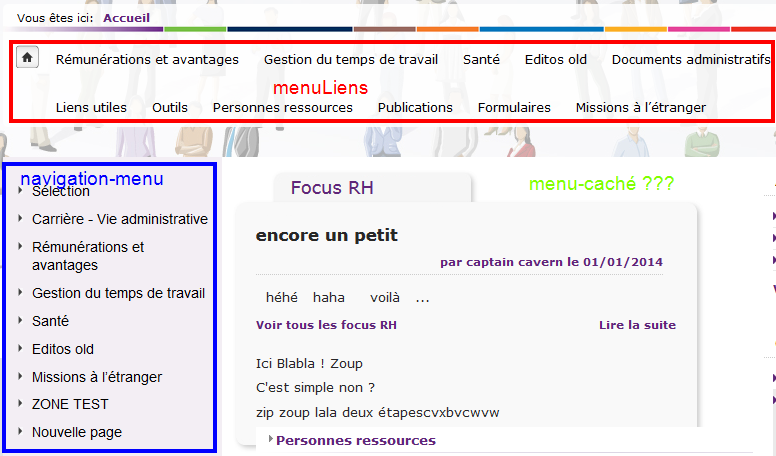 Vous êtes ici: Accueil
Rémunérations et avantages Gestion du temps de travail Santé Editos old Documents administratifs
menuLiens
Liens utiles Outils Personnes ressources Publications Formulaires Missions à l'étranger
navigation-menu
Sélection
Carrière - Vie administrative
Rémunérations et
avantages
Gestion du temps de travail
Santé
Editos old
Missions à l'étranger
ZONE TEST
Nouvelle page
Focus RH
menu-caché ???
encore un petit
par captain cavern le 01/01/2014
héhé haha voilà ...
Voir tous les focus RH Lire la suite
Ici Blabla ! Zoup
C'est simple non ?
zip zoup lala deux étapescvxbvcwvw
Personnes ressources